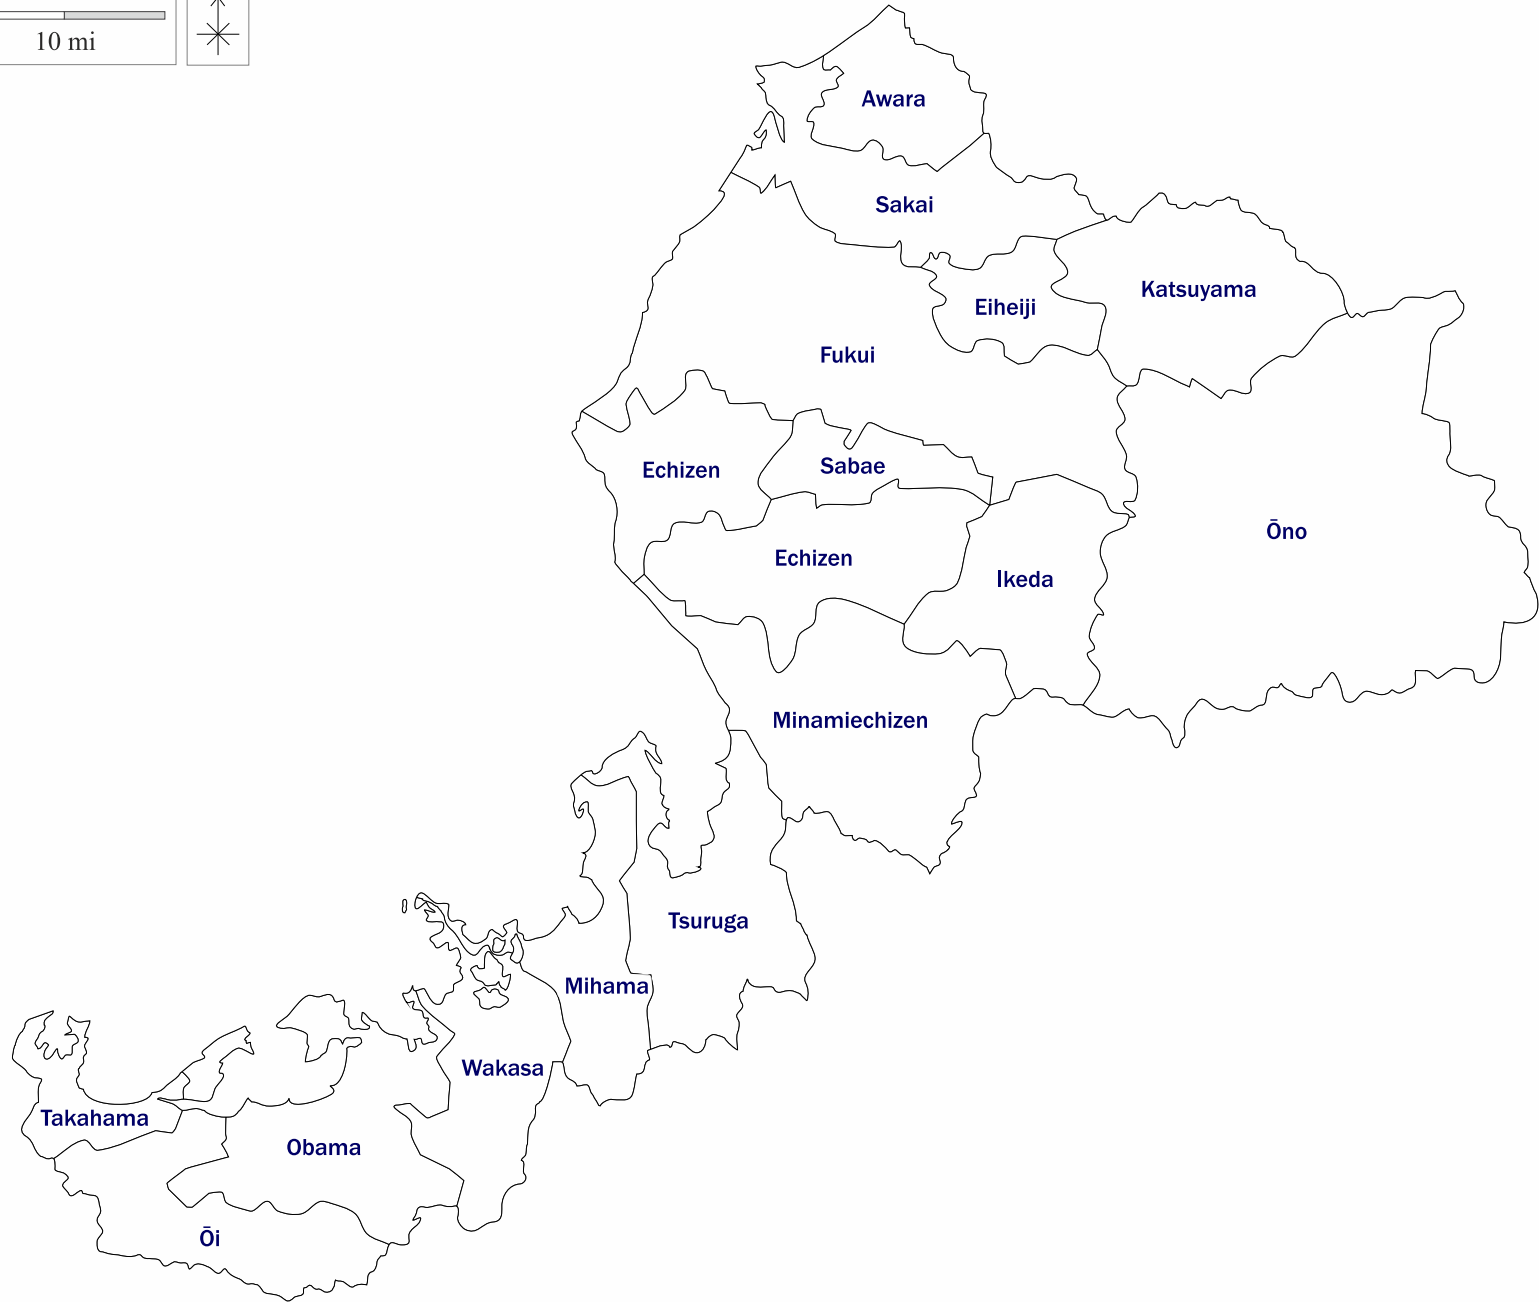 10 mi
Awara
Sakai
Katsuyama
Eiheiji
Fukui
Echizen
Sabae
Ōno
Echizen
Ikeda
Minamiechizen
Tsuruga
Mihama
Wakasa
Takahama
Obama
Ōi